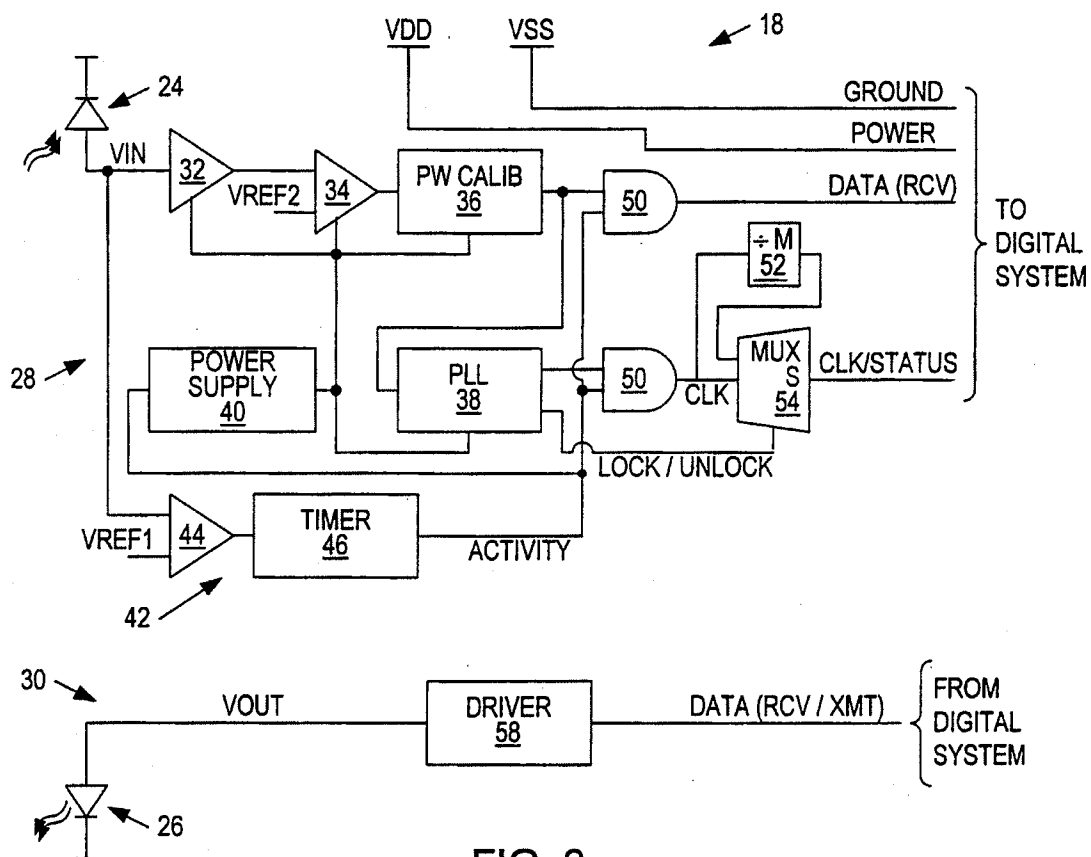 18
VDD
VSS
24
GROUND
POWER
VIN
32
VREF2
34
PW CALIB
36
50
DATA (RCV)
÷ M
52
TO
DIGITAL
SYSTEM
28
POWER
SUPPLY
40
PLL
38
50
CLK
MUX
S
54
CLK/STATUS
LOCK / UNLOCK
VREF1
44
TIMER
46
ACTIVITY
42
30
VOUT
DRIVER
58
DATA (RCV / XMT)
FROM
DIGITAL
SYSTEM
26